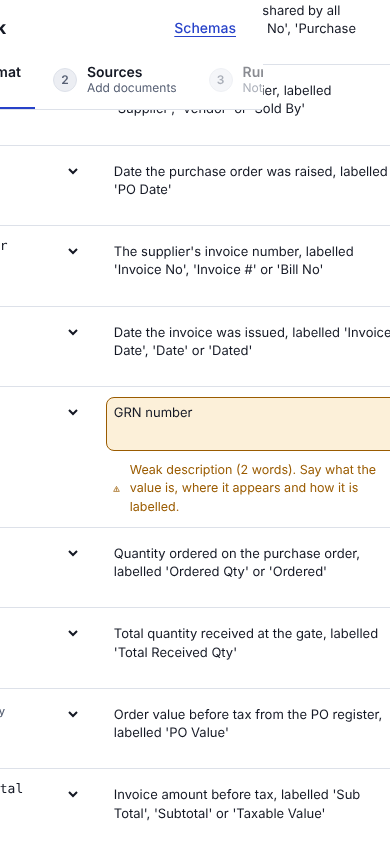 shared by all
k
Schemas
No', 'Purchase
mat
2
Sources
Add documents
3
er, labelled
'Supplier', 'Vendor' or 'Sold By'
Date the purchase order was raised, labelled
'PO Date'
r
The supplier's invoice number, labelled
'Invoice No', 'Invoice #' or 'Bill No'
Date the invoice was issued, labelled 'Invoice
Date', 'Date' or 'Dated'
GRN number
Weak description (2 words). Say what the
value is, where it appears and how it is
labelled.
Quantity ordered on the purchase order,
labelled 'Ordered Qty' or 'Ordered'
Total quantity received at the gate, labelled
'Total Received Qty'
y
Order value before tax from the PO register,
labelled 'PO Value'
tal
Invoice amount before tax, labelled 'Sub
Total', 'Subtotal' or 'Taxable Value'